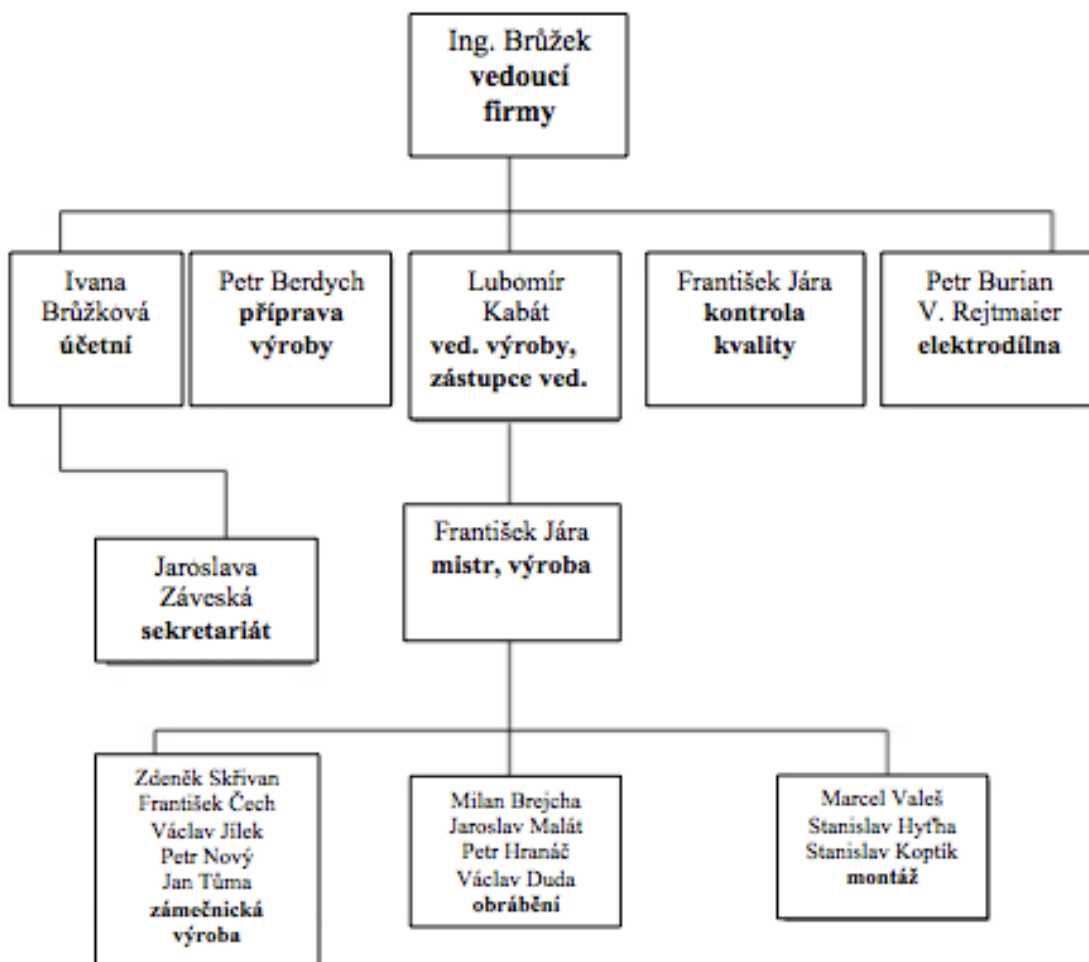 Ing. Brůžek
vedoucí
firmy
Ivana
Brůžková
účetní
Petr Berdych
příprava
výroby
Lubomír
Kabát
ved. výroby,
zástupce ved.
František Jára
kontrola
kvality
Petr Burian
V. Rejtmaier
elektrodílna
Jaroslava
Záveská
sekretariát
František Jára
mistr, výroba
Zdeněk Skřivan
František Čech
Václav Jílek
Petr Nový
Jan Tůma
zámečnická
výroba
Milan Brejcha
Jaroslav Malát
Petr Hranáč
Václav Duda
obrábění
Marcel Valeš
Stanislav Hyťha
Stanislav Koptík
montáž